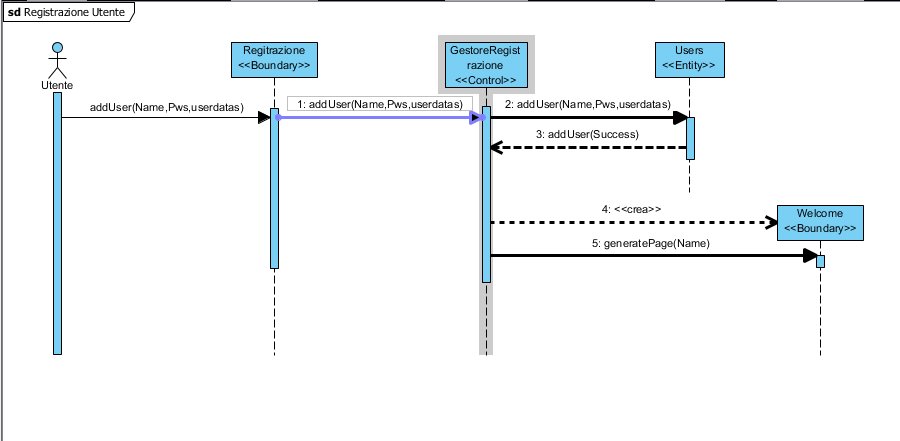 sd Registrazione Utente
Regitrazione
<<Boundary>>
GestoreRegist
razione
<<Control>>
Users
<<Entity>>
Utente
addUser(Name,Pws,userdatas)
1: addUser(Name,Pws,userdatas)
2: addUser(Name,Pws,userdatas)
3: addUser(Success)
4: <<crea>>
Welcome
<<Boundary>>
5: generatePage(Name)